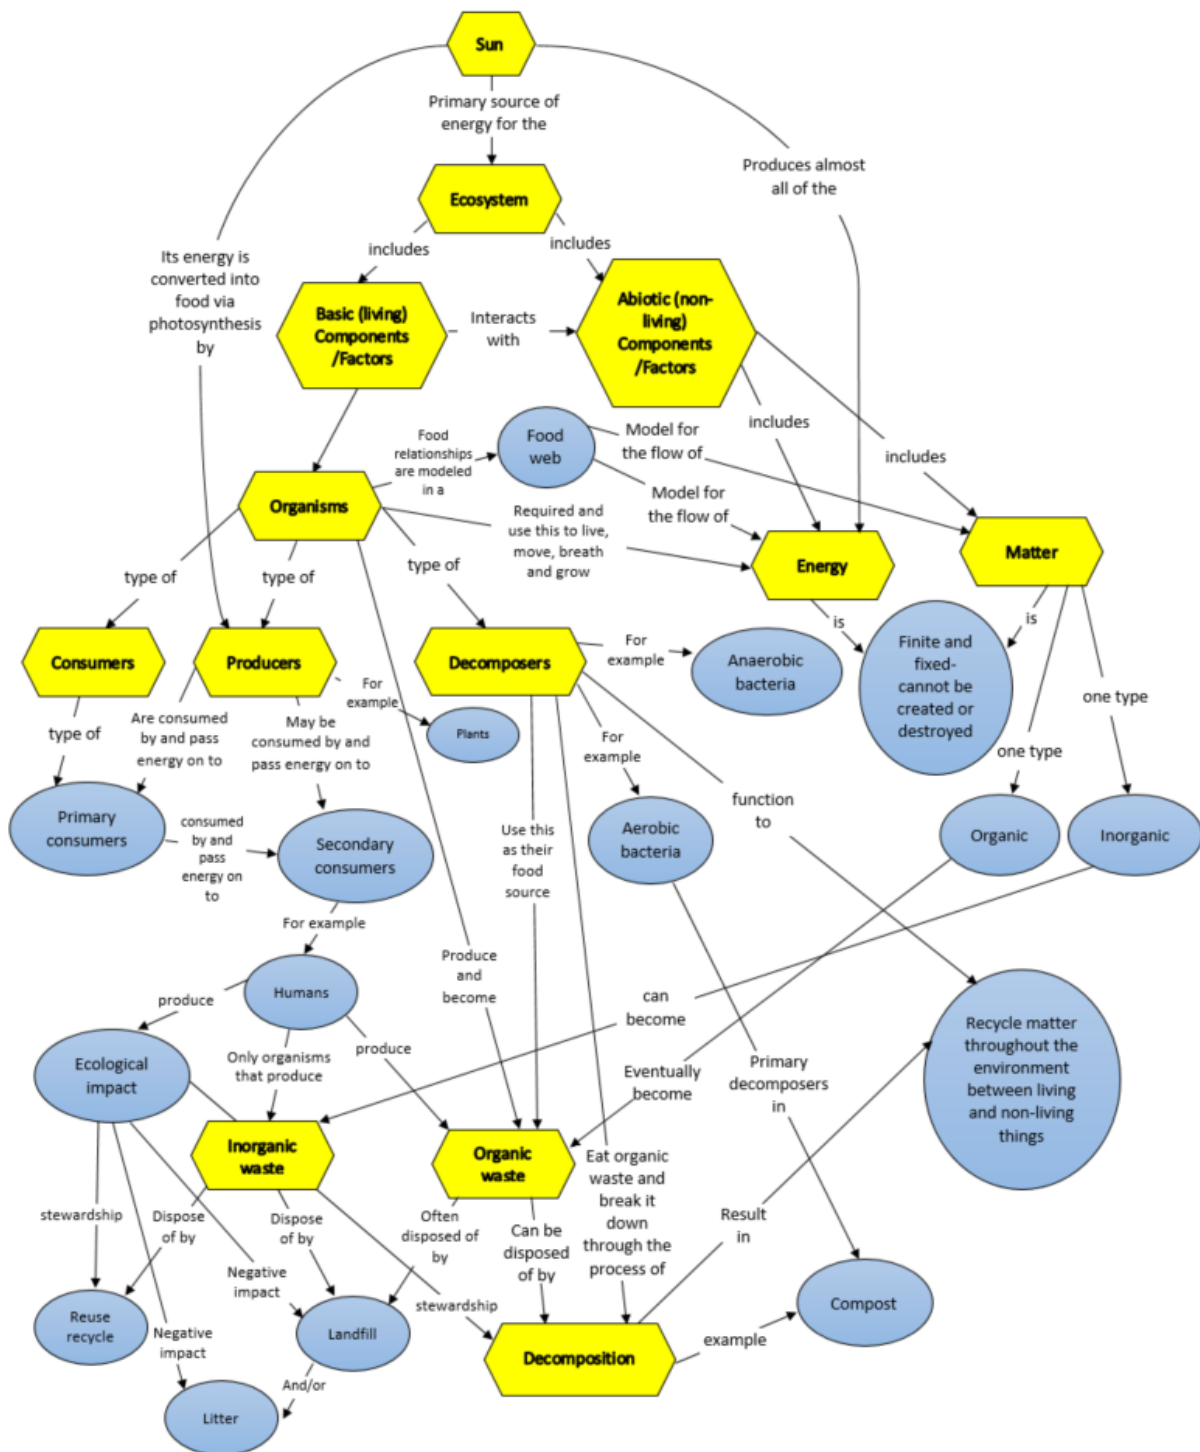 Sun
Primary source of
energy for the
Produces almost
all of the
Ecosystem
includes
includes
Its energy is
converted into
food via
photosynthesis
by
Basic (living)
Components
/Factors
Interacts
with
Abiotic (non-
living)
Components
/Factors
Food
relationships
are modeled
in a
Food
web
Model for
the flow of
includes
includes
Model for
the flow of
Organisms
Required and
use this to live,
move, breath
and grow
Energy
Matter
type of
type of
type of
is
is
Consumers
Producers
Decomposers
For
example
Anaerobic
bacteria
Finite and
fixed-
cannot be
created or
destroyed
one type
one type
For
example
Plants
type of
Are consumed
by and pass
energy on to
May be
consumed by and
pass energy on to
For
example
function
to
Primary
consumers
consumed
by and
pass
energy on
to
Secondary
consumers
Use this
as their
food
source
Aerobic
bacteria
Organic
Inorganic
For example
Produce
and
become
Humans
produce
can
become
Recycle matter
throughout the
environment
between living
and non-living
things
Ecological
impact
Only organisms
that produce
produce
Eventually
become
Primary
decomposers
in
Inorganic
waste
Organic
waste
Eat organic
waste and
break it
down
through the
process of
stewardship
Dispose
of by
Dispose
of by
Often
disposed of
by
Can be
disposed
of by
Result
in
Negative
impact
stewardship
Reuse
recycle
Negative
impact
Landfill
Compost
example
Decomposition
And/or
Litter